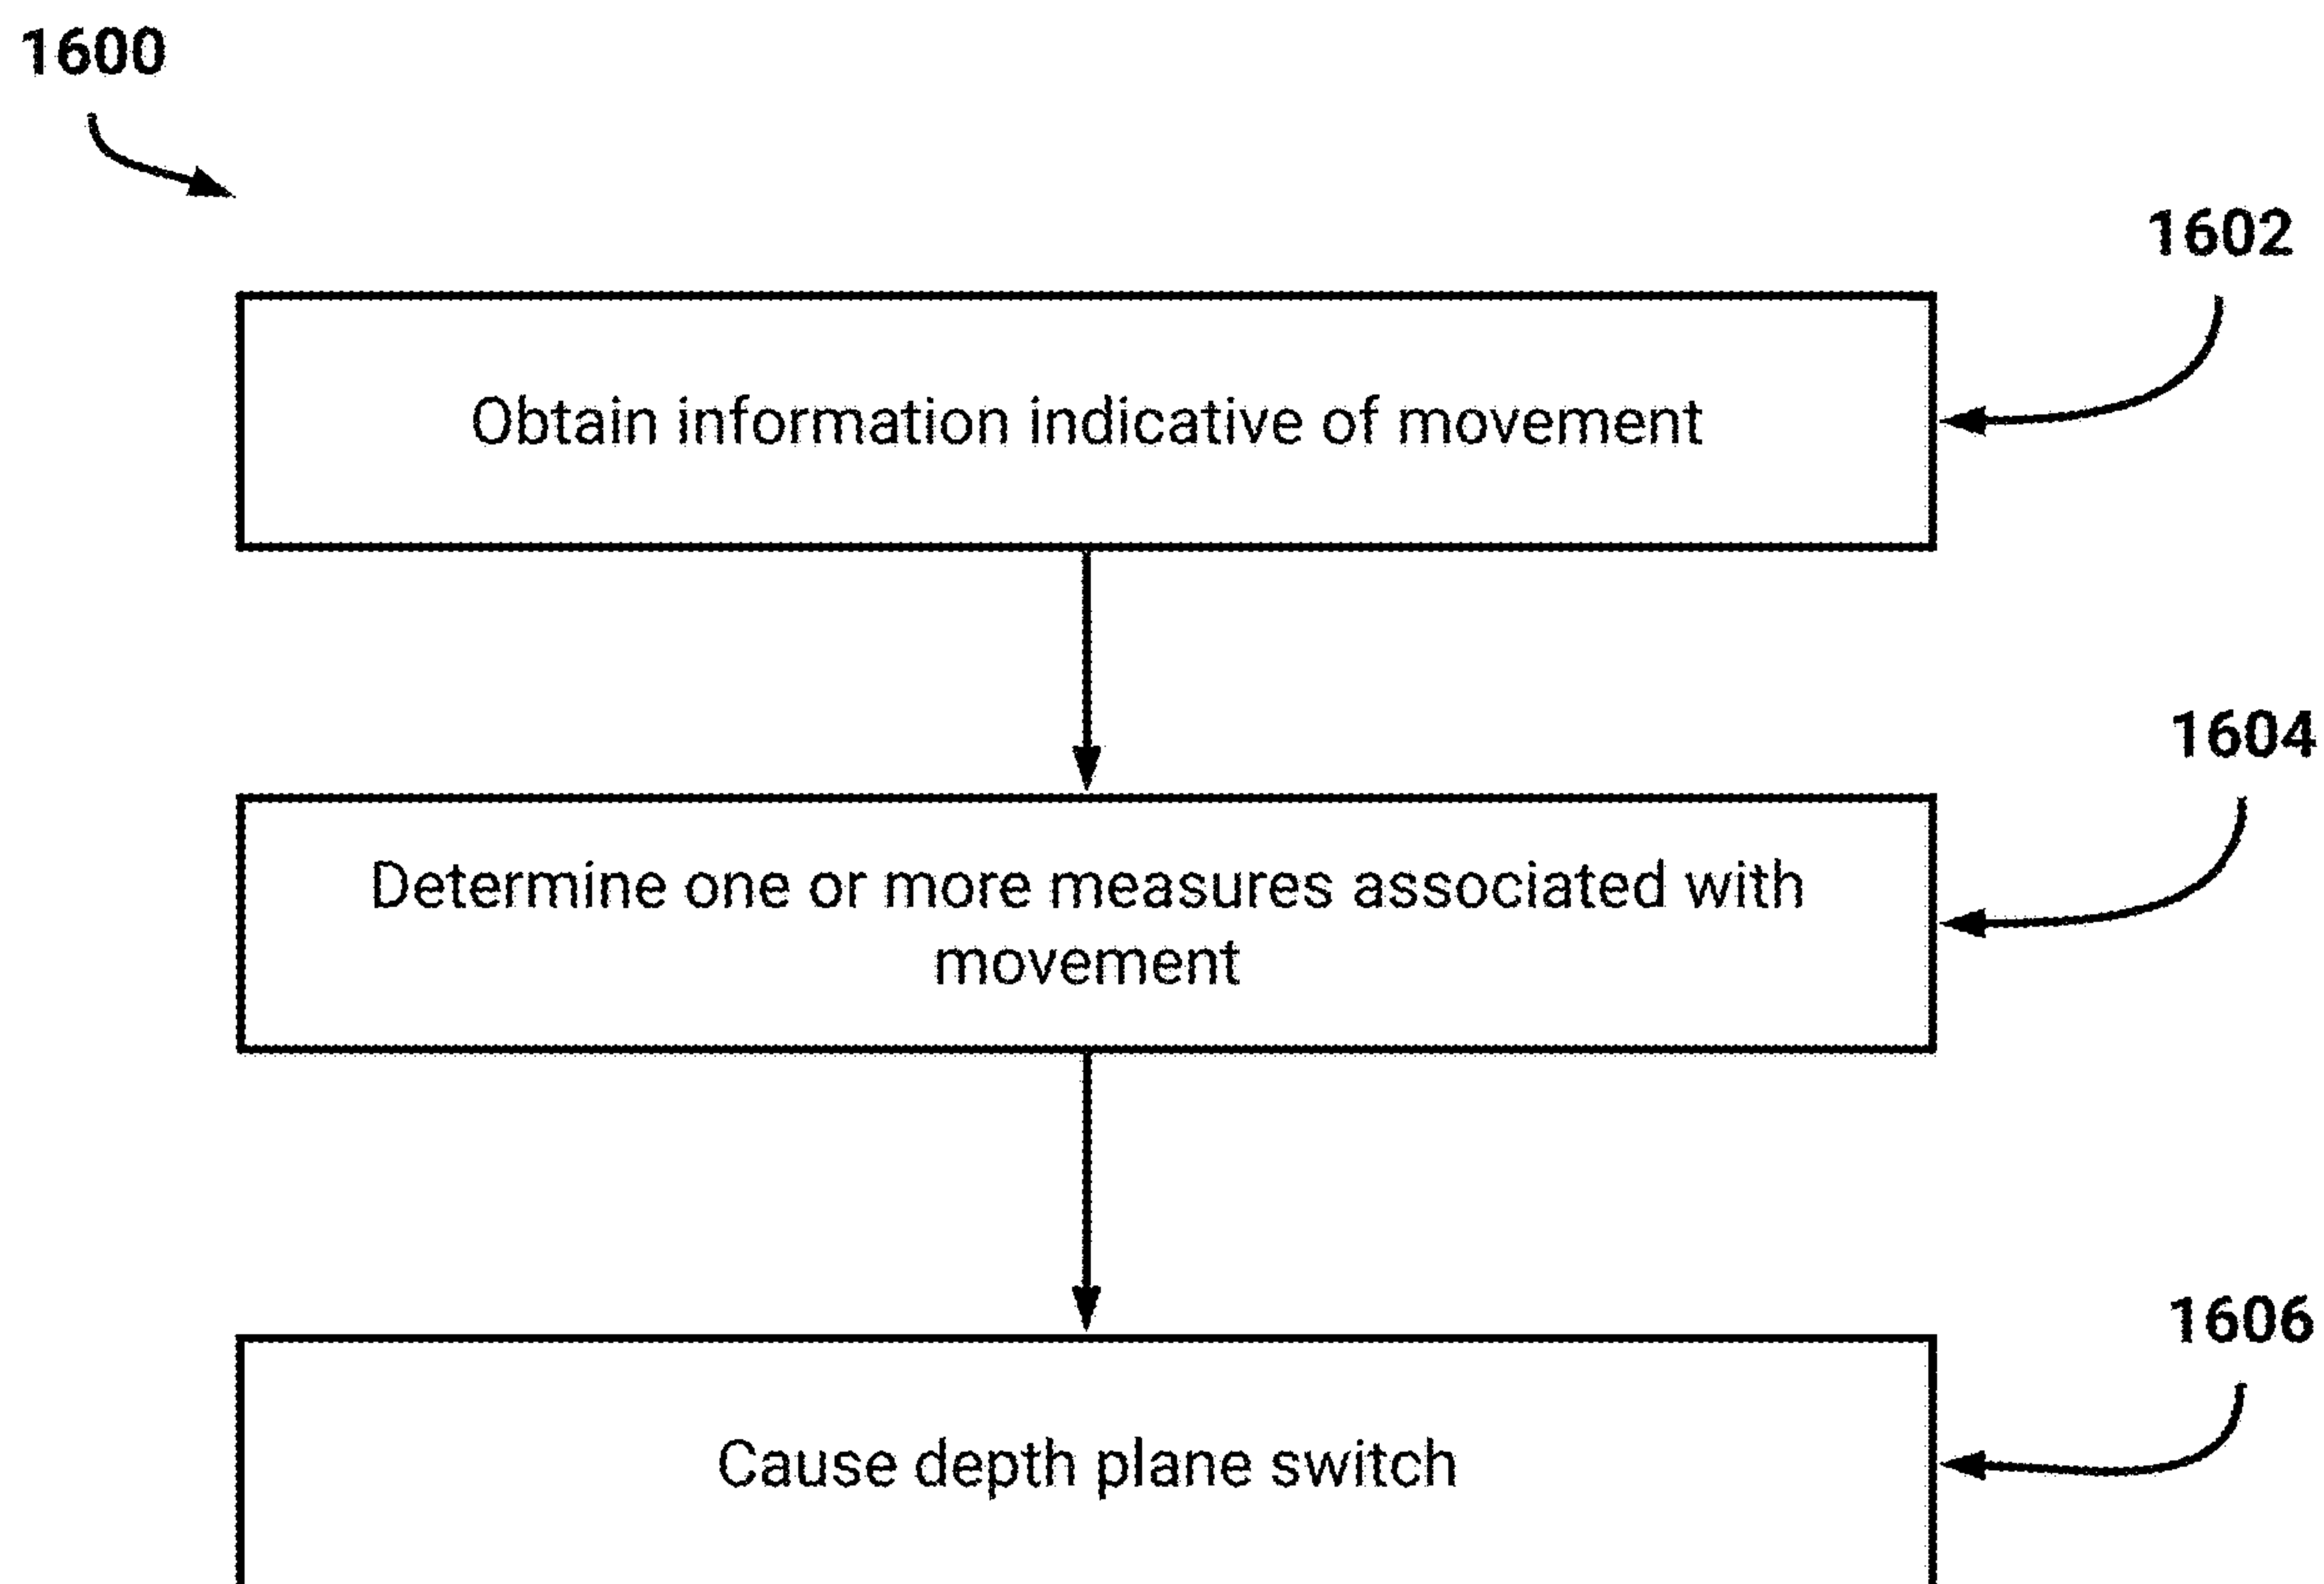 1600
1602
Obtain information indicative of movement
1604
Determine one or more measures associated with
movement
1606
Cause depth plane switch